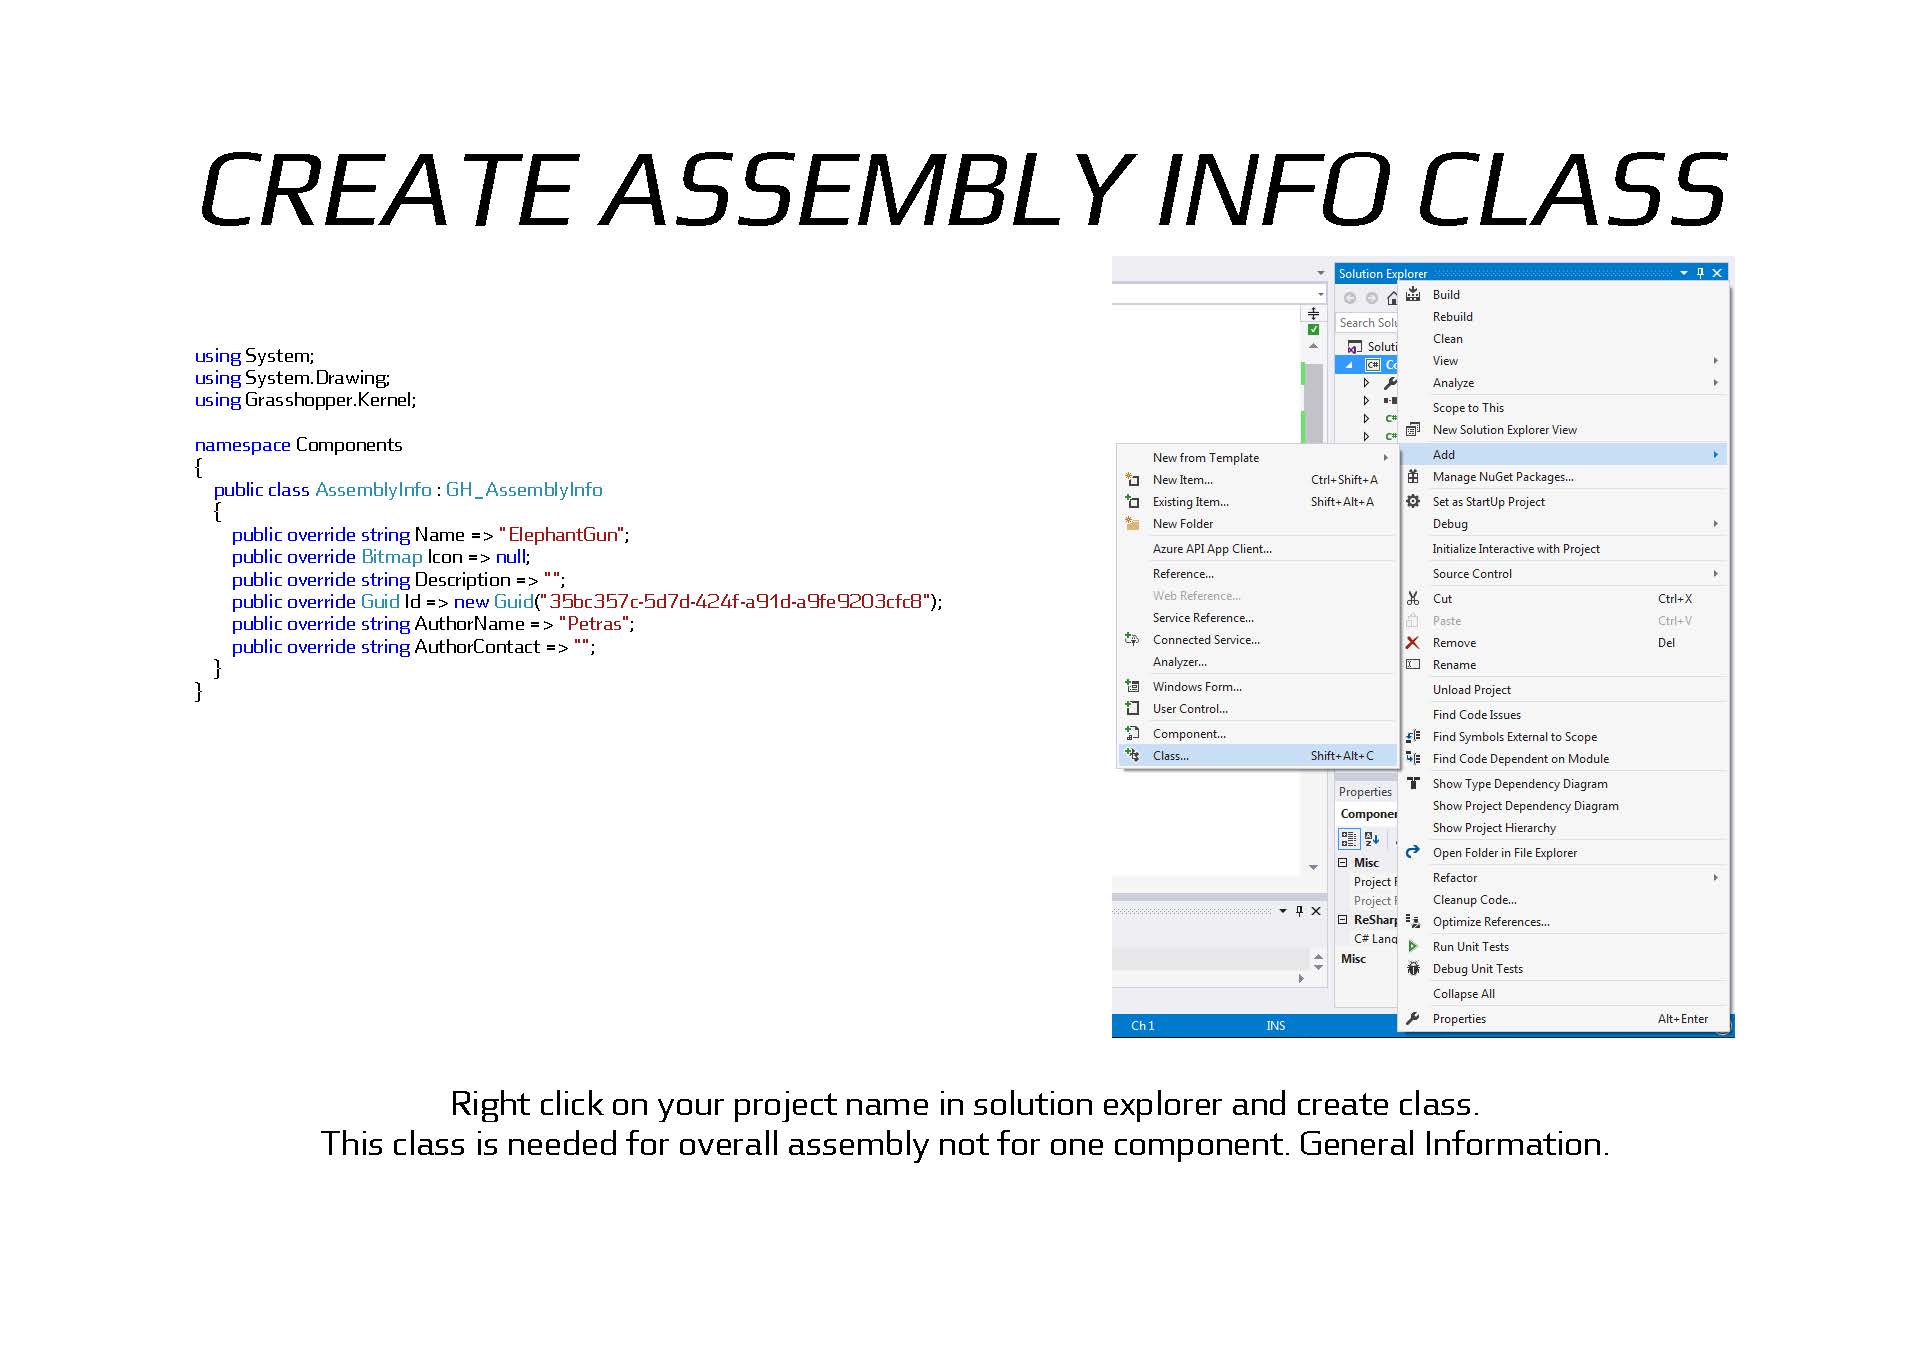 CREATE ASSEMBLY INFO CLASS
using System;
using System.Drawing;
using Grasshopper.Kernel;
namespace Components
{
public class AssemblyInfo : GH_AssemblyInfo
{
public override string Name => "ElephantGun";
public override Bitmap Icon => null;
public override string Description => "";
public override Guid Id => new Guid("35bc357c-5d7d-424f-a91d-a9fe9203cfc8");
public override string AuthorName => "Petras";
public override string AuthorContact => "";
}
}
Solution Explorer
Search Solu
Soluti
C# Co
C#
C#
Build
Rebuild
Clean
View
Analyze
Scope to This
New Solution Explorer View
Add
Manage NuGet Packages...
Set as StartUp Project
Debug
Initialize Interactive with Project
Source Control
Cut Ctrl+X
Paste Ctrl+V
Remove Del
Rename
Unload Project
Find Code Issues
Find Symbols External to Scope
Find Code Dependent on Module
Show Type Dependency Diagram
Show Project Dependency Diagram
Show Project Hierarchy
Open Folder in File Explorer
Refactor
Cleanup Code...
Optimize References...
Run Unit Tests
Debug Unit Tests
Collapse All
Properties Alt+Enter
New from Template
New Item... Ctrl+Shift+A
Existing Item... Shift+Alt+A
New Folder
Azure API App Client...
Reference...
Web Reference...
Service Reference...
Connected Service...
Analyzer...
Windows Form...
User Control...
Component...
Class... Shift+Alt+C
Properties
Componer
Misc
Project F
Project F
ReSharp
C# Lang
Misc
Ch 1 INS
Right click on your project name in solution explorer and create class.
This class is needed for overall assembly not for one component. General Information.